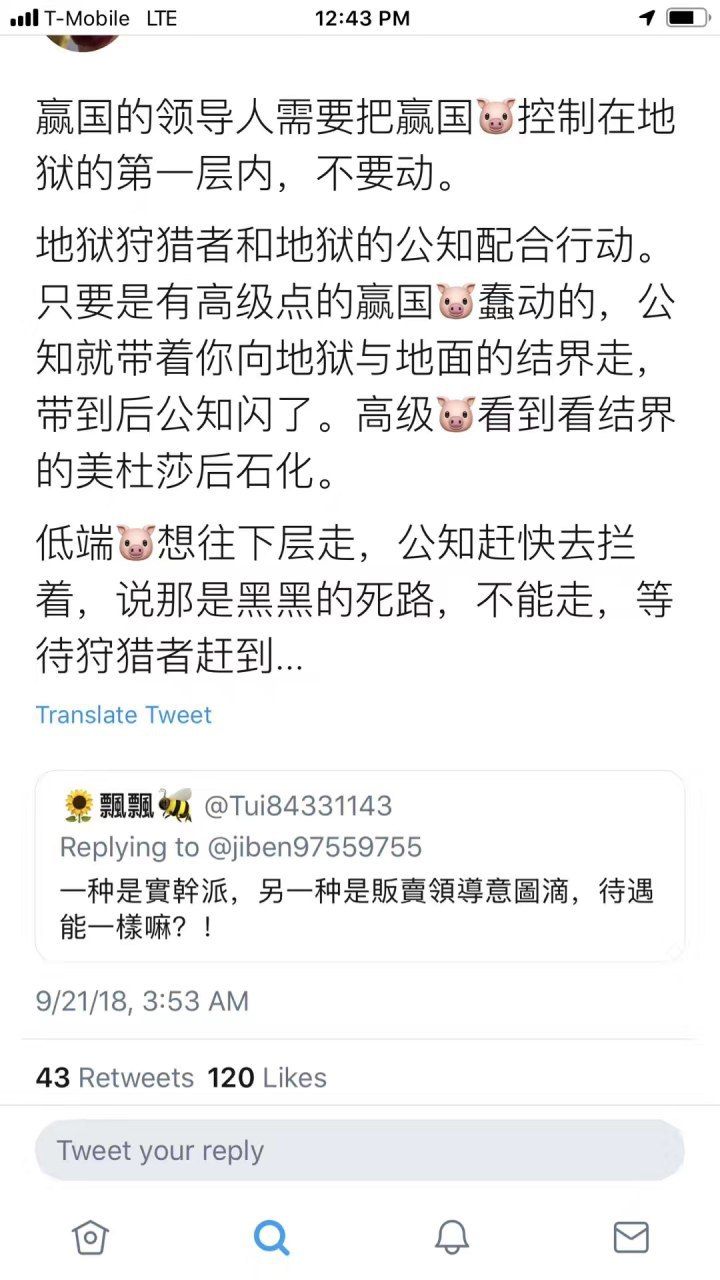 T-Mobile LTE 12:43 PM
赢国的领导人需要把赢国🐷控制在地
狱的第一层内，不要动。
地狱狩猎者和地狱的公知配合行动。
只要是有高级点的赢国🐷蠢动的，公
知就带着你向地狱与地面的结界走，
带到后公知闪了。高级🐷看到看结界
的美杜莎后石化。
低端🐷想往下层走，公知赶快去拦
着，说那是黑黑的死路，不能走，等
待狩猎者赶到...
Translate Tweet
🌻飄飄🐝 @Tui84331143
Replying to @jiben97559755
一种是實幹派，另一种是販賣領導意圖滴，待遇
能一樣嘛？！
9/21/18, 3:53 AM
43 Retweets 120 Likes
Tweet your reply